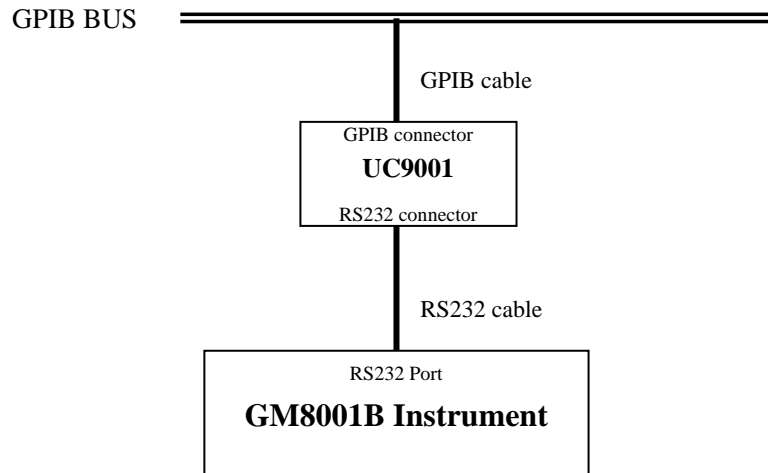 GPIB BUS
GPIB cable
GPIB connector
UC9001
RS232 connector
RS232 cable
RS232 Port
GM8001B Instrument